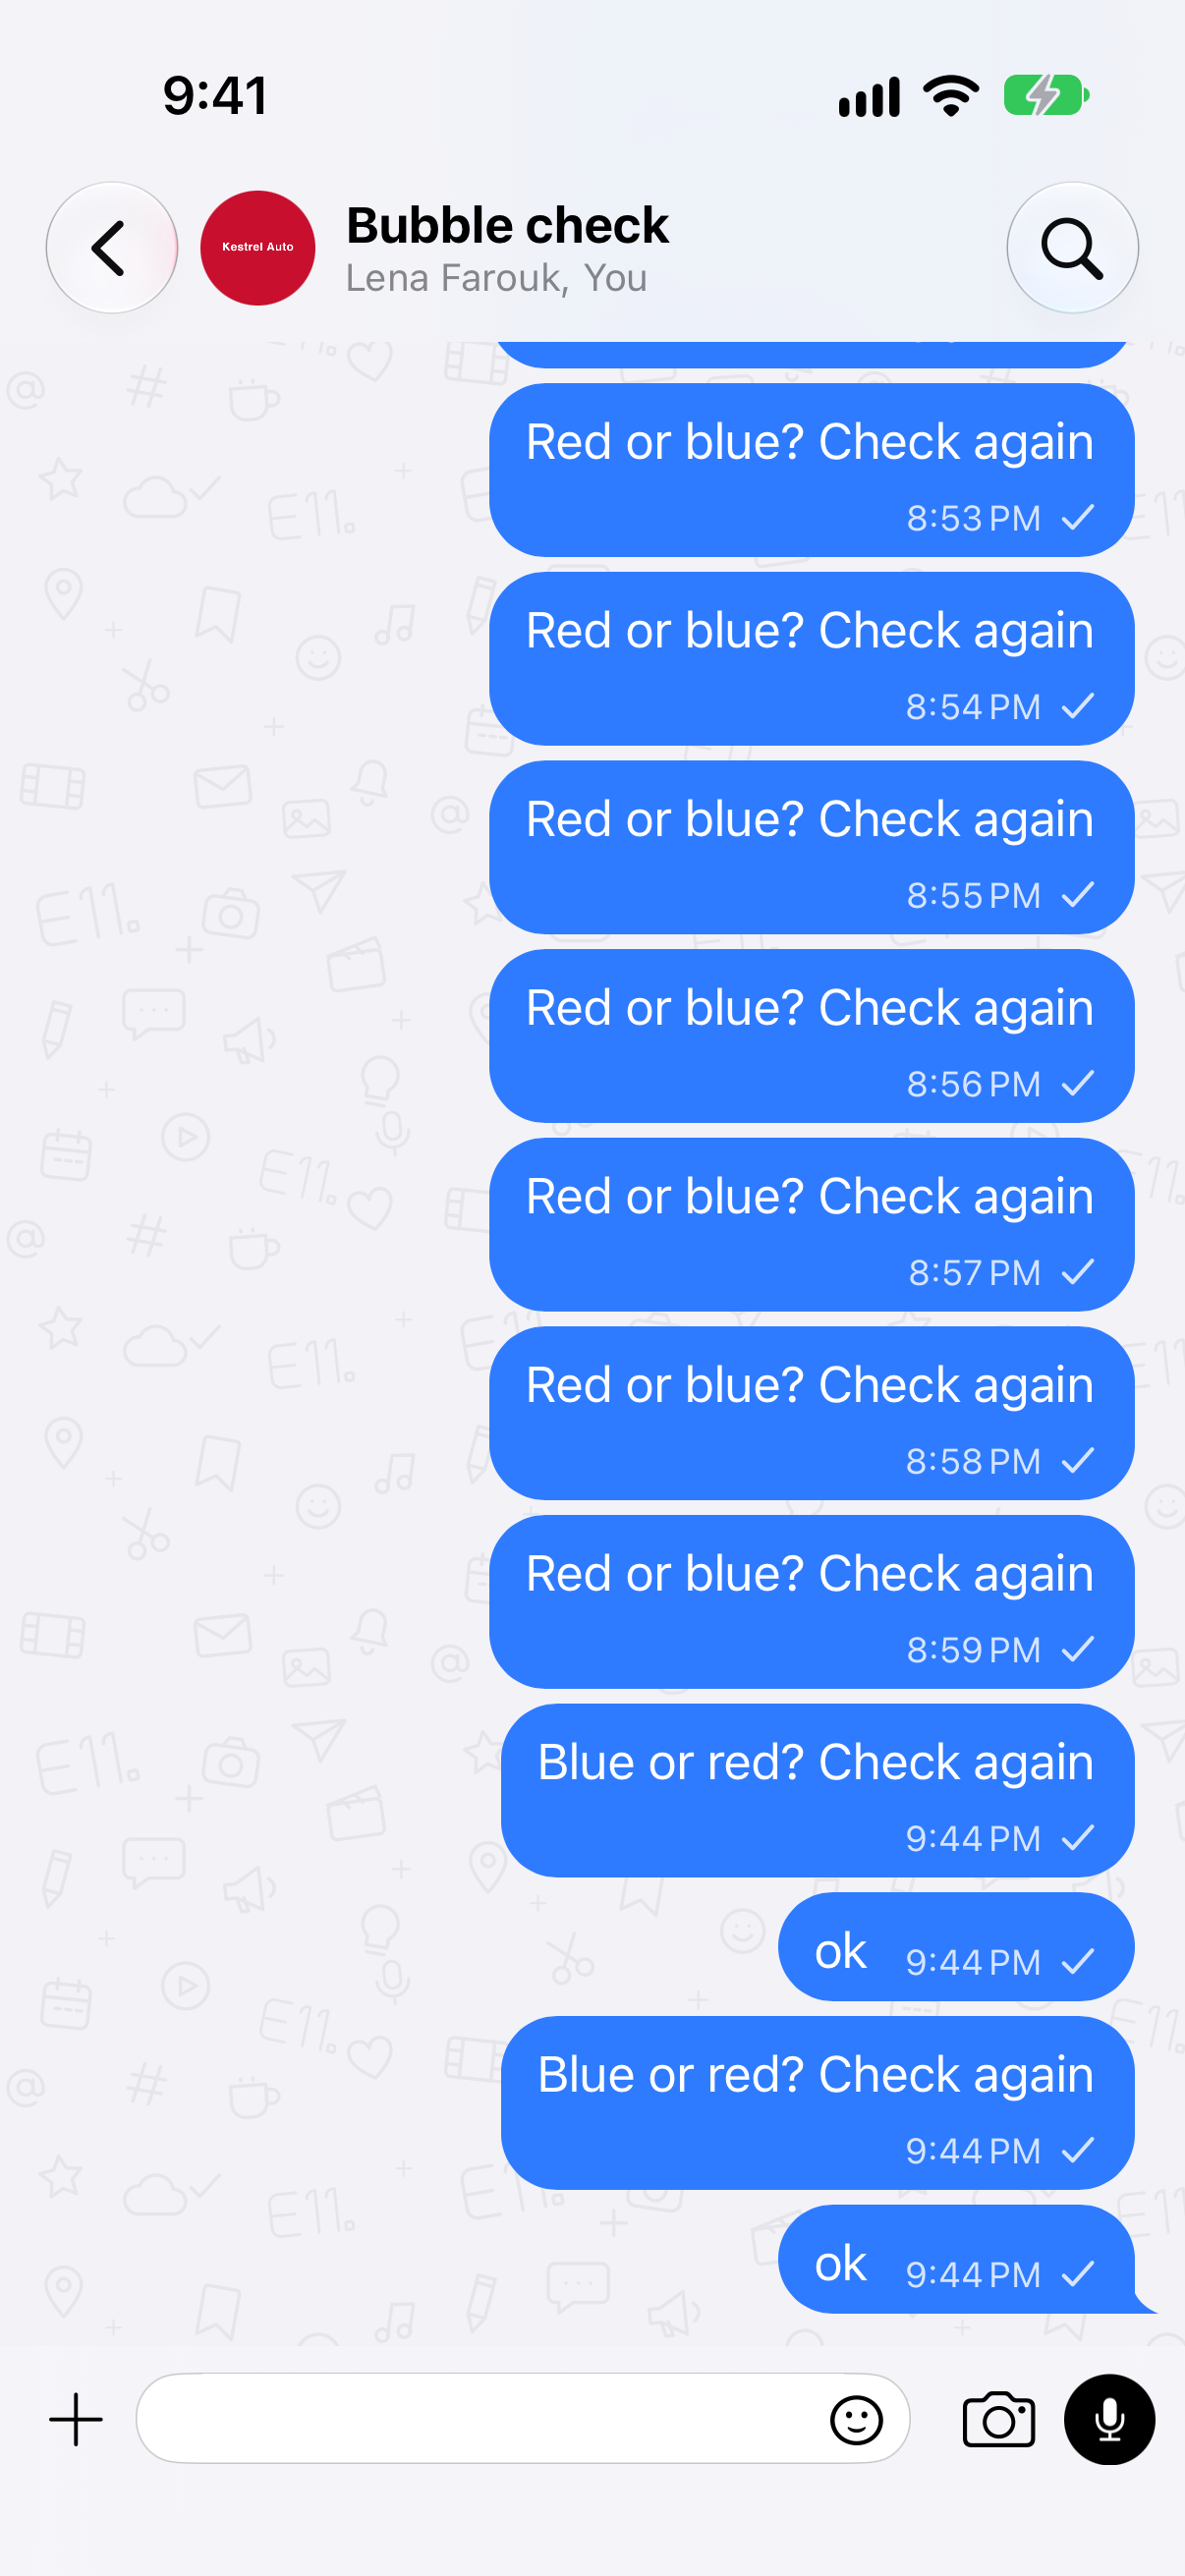 9:41
Kestrel Auto
Bubble check
Lena Farouk, You
Red or blue? Check again
8:53 PM
Red or blue? Check again
8:54 PM
Red or blue? Check again
8:55 PM
Red or blue? Check again
8:56 PM
Red or blue? Check again
8:57 PM
Red or blue? Check again
8:58 PM
Red or blue? Check again
8:59 PM
Blue or red? Check again
9:44 PM
ok 9:44 PM
Blue or red? Check again
9:44 PM
ok 9:44 PM